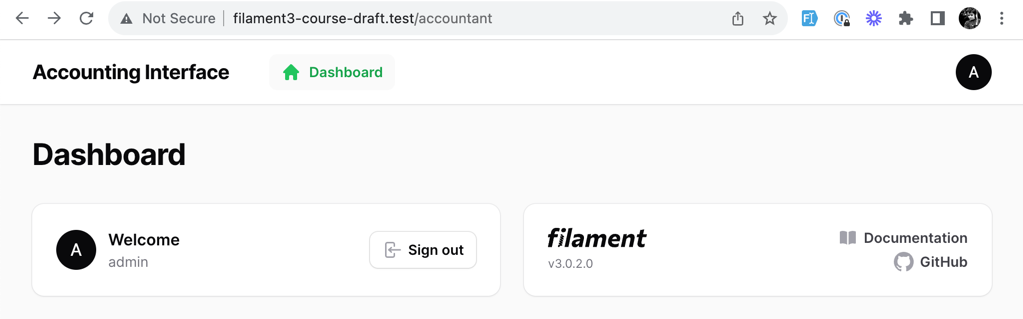 Not Secure | filament3-course-draft.test/accountant
Accounting Interface Dashboard A
Dashboard
A Welcome
admin
Sign out
filament
v3.0.2.0
Documentation
GitHub